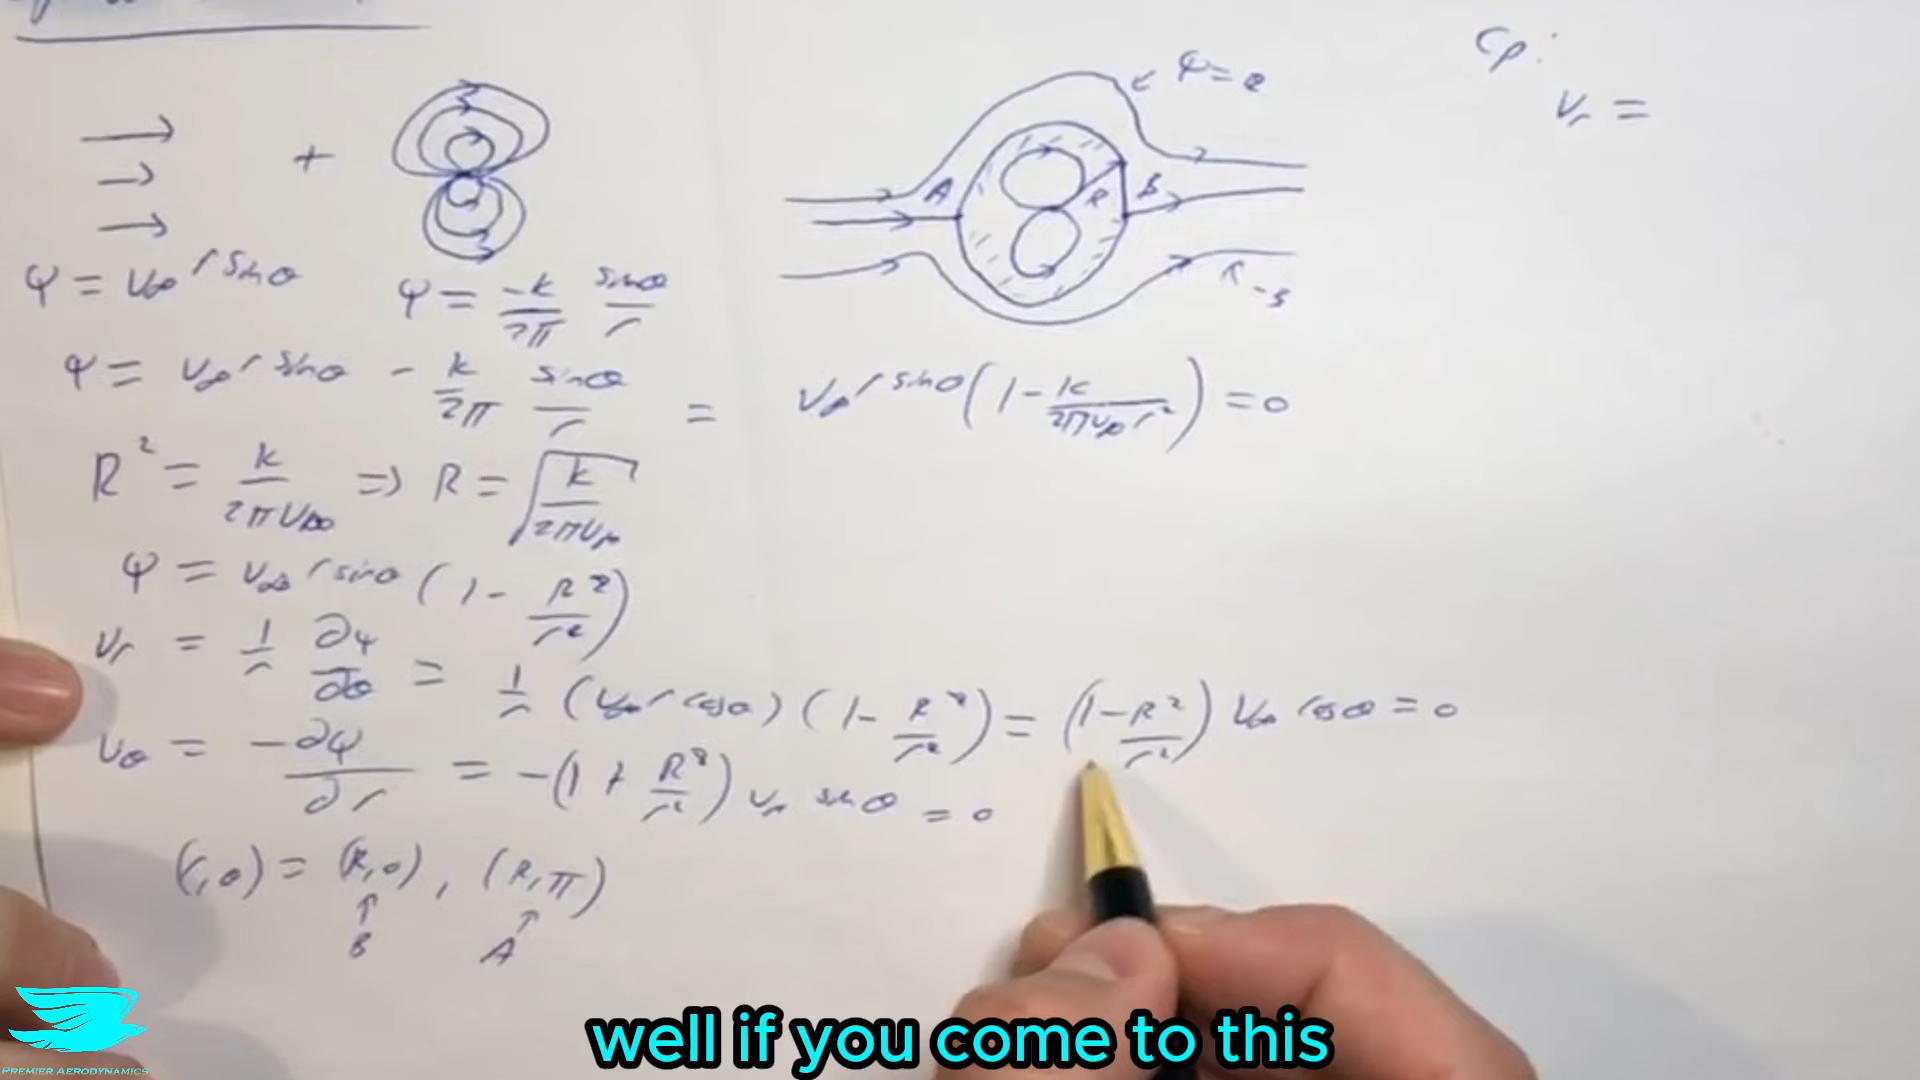 +
ψ = V∞ r sinθ
ψ = -k/2π sinθ/r
ψ = V∞ r sinθ - k/2π sinθ/r = V∞ r sinθ (1 - k/2πV∞r²) = 0
R² = k/2πV∞ => R = √(k/2πV∞)
ψ = V∞ r sinθ (1 - R²/r²)
Vr = 1/r ∂ψ/∂θ = 1/r (V∞ r cosθ) (1 - R²/r²) = (1 - R²/r²) V∞ cosθ = 0
Vθ = -∂ψ/∂r = -(1 + R²/r²) V∞ sinθ = 0
(r,θ) = (R,0), (R,π)
↑ ↑
B A
A
R
B
Cp:
Vr =
well if you come to this
PREMIER AERODYNAMICS